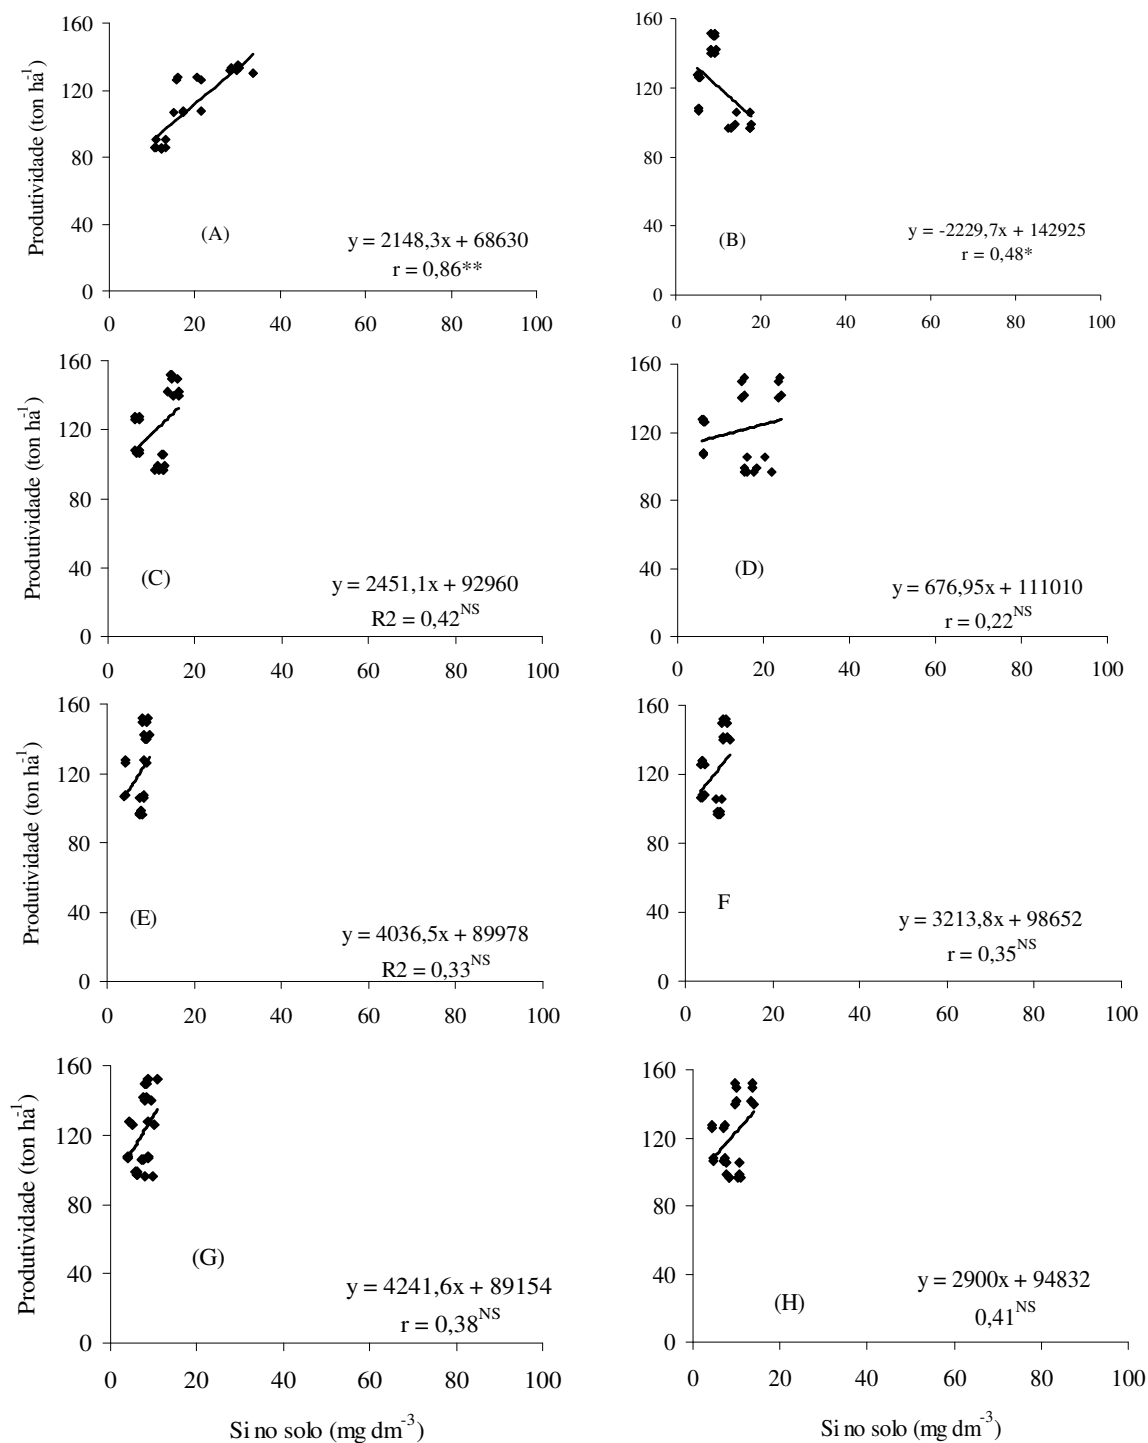 160
120
80
40
0
0 20 40 60 80 100
Produtividade (ton ha-1)
(A)
y = 2148,3x + 68630
r = 0,86**
160
120
80
40
0
0 20 40 60 80 100
(B)
y = -2229,7x + 142925
r = 0,48*
160
120
80
40
0
0 20 40 60 80 100
Produtividade (ton ha-1)
(C)
y = 2451,1x + 92960
R2 = 0,42NS
160
120
80
40
0
0 20 40 60 80 100
(D)
y = 676,95x + 111010
r = 0,22NS
160
120
80
40
0
0 20 40 60 80 100
Produtividade (ton ha-1)
(E)
y = 4036,5x + 89978
R2 = 0,33NS
160
120
80
40
0
0 20 40 60 80 100
F
y = 3213,8x + 98652
r = 0,35NS
160
120
80
40
0
0 20 40 60 80 100
Produtividade (ton ha-1)
(G)
y = 4241,6x + 89154
r = 0,38NS
Si no solo (mg dm-3)
160
120
80
40
0
0 20 40 60 80 100
(H)
y = 2900x + 94832
0,41NS
Si no solo (mg dm-3)